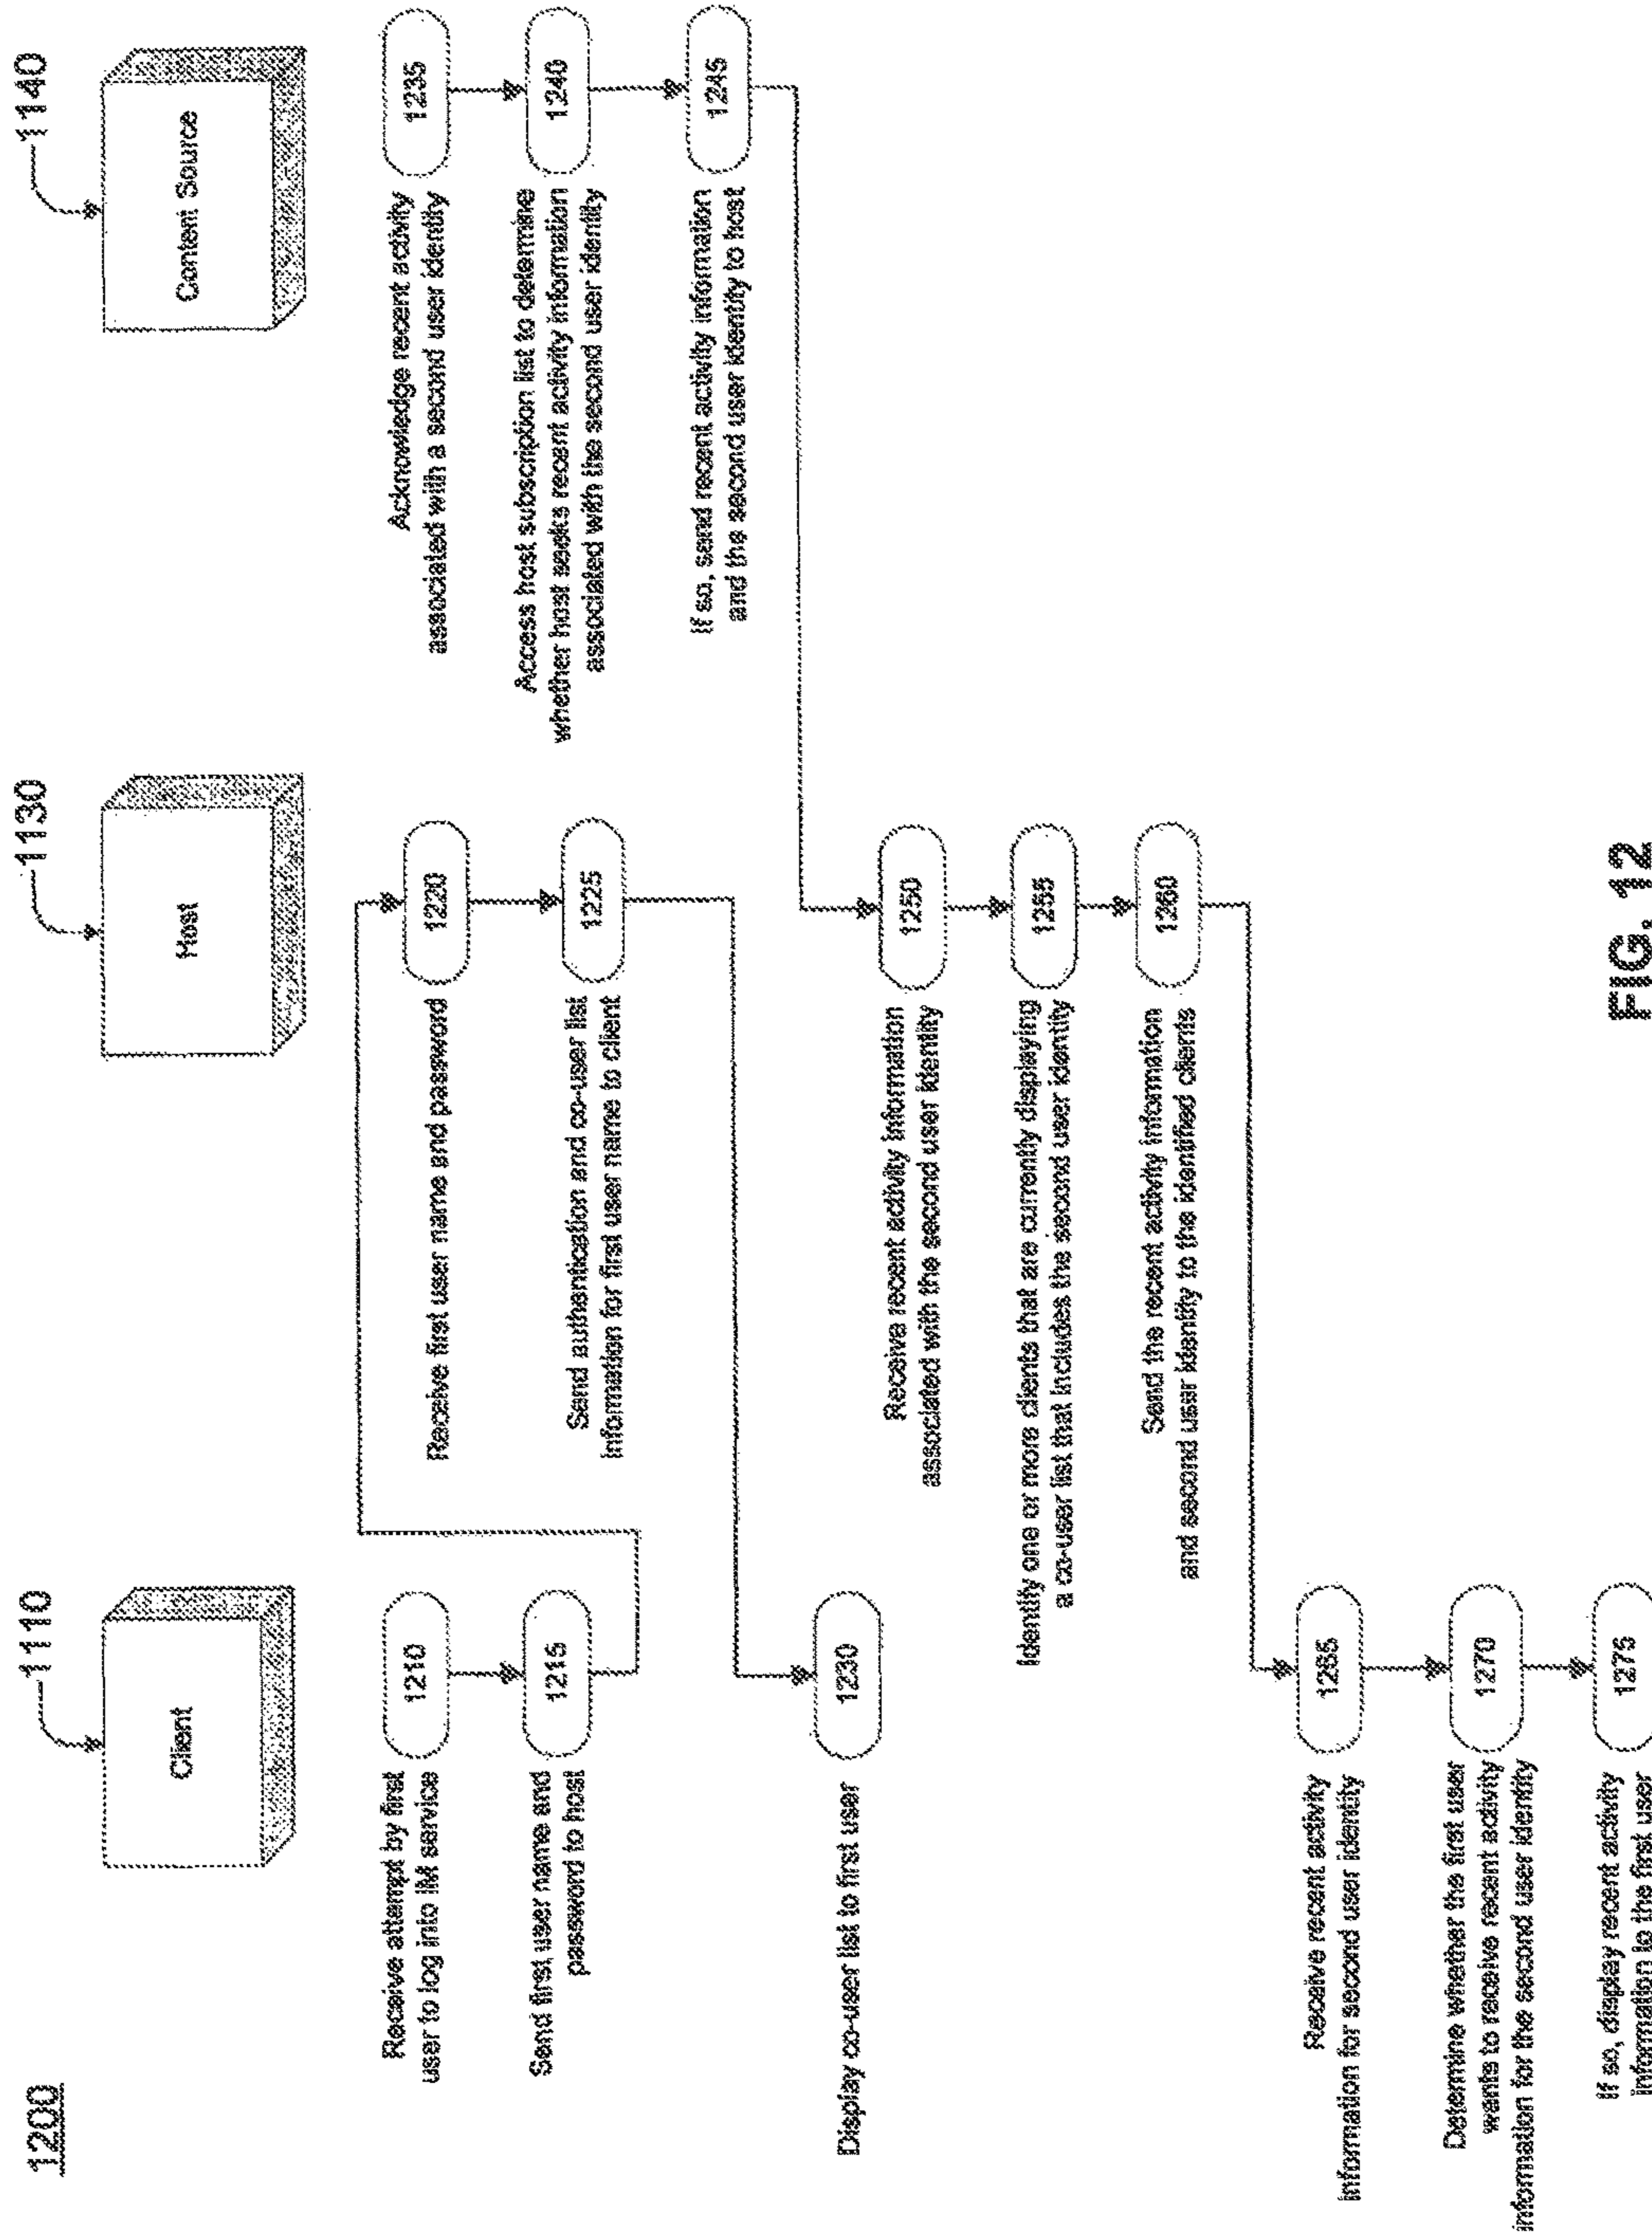 1200
1110
Client
1130
Host
1140
Content Source
Receive attempt by first
user to log into IM service
1210
Send first user name and
password to host
1215
Receive first user name and password
1220
Send authentication and co-user list
information for first user name to client
1225
Display co-user list to first user
1230
Acknowledge recent activity
associated with a second user identity
1235
Access host subscription list to determine
whether host seeks recent activity information
associated with the second user identity
1240
If so, send recent activity information
and the second user identity to host
1245
Receive recent activity information
associated with the second user identity
1250
Identify one or more clients that are currently displaying
a co-user list that includes the second user identity
1255
Send the recent activity information
and second user identity to the identified clients
1260
Receive recent activity
information for second user identity
1265
Determine whether the first user
wants to receive recent activity
information for the second user identity
1270
If so, display recent activity
information to the first user
1275
FIG. 12